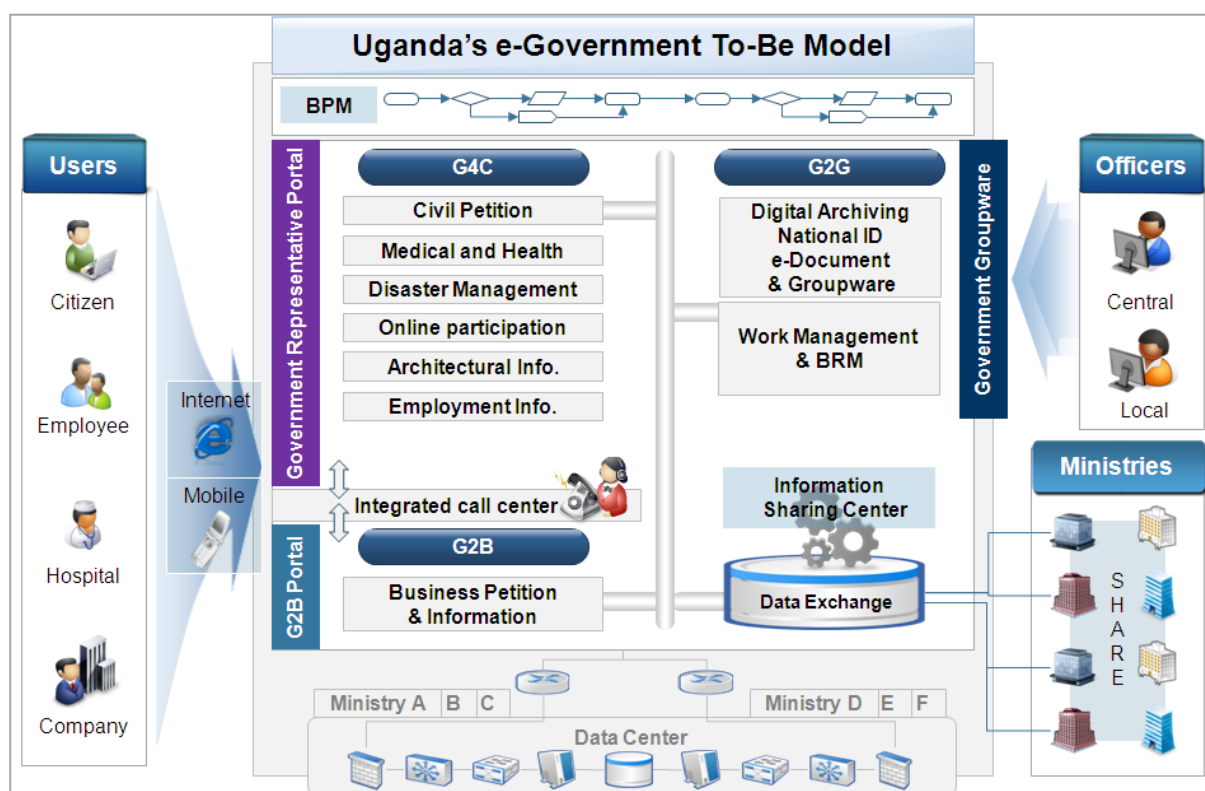 Uganda's e-Government To-Be Model
BPM
Users
Citizen
Employee
Hospital
Company
Internet
Mobile
Government Representative Portal
G4C
Civil Petition
Medical and Health
Disaster Management
Online participation
Architectural Info.
Employment Info.
Integrated call center
G2B Portal
G2B
Business Petition
& Information
G2G
Digital Archiving
National ID
e-Document
& Groupware
Work Management
& BRM
Information
Sharing Center
Data Exchange
Government Groupware
Officers
Central
Local
Ministries
SHARE
Ministry A
B
C
Ministry D
E
F
Data Center